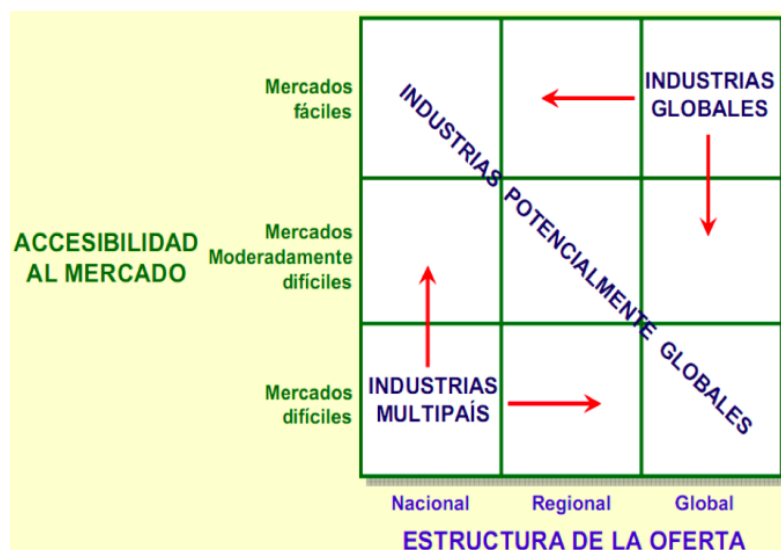 Mercados
fáciles
INDUSTRIAS
GLOBALES
INDUSTRIAS POTENCIALMENTE GLOBALES
ACCESIBILIDAD
AL MERCADO
Mercados
Moderadamente
difíciles
Mercados
difíciles
INDUSTRIAS
MULTIPAÍS
Nacional
Regional
Global
ESTRUCTURA DE LA OFERTA